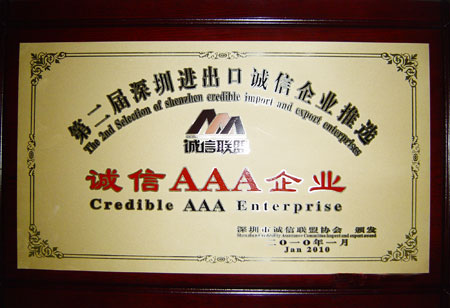 第二届深圳进出口诚信企业推选
The 2nd Selection of shenzhen credible import and export enterprises
诚信联盟
诚信AAA企业
Credible AAA Enterprise
深圳市诚信联盟协会 颁发
二〇一〇年一月
Jan 2010